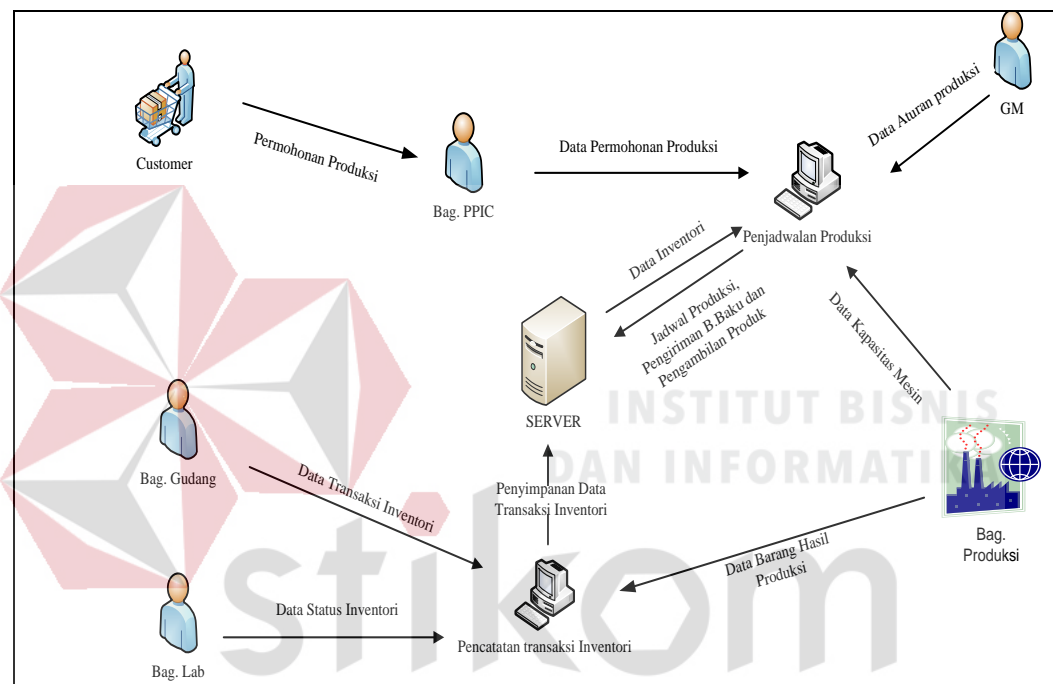 Data Aturan produksi
GM
Customer
Permohonan Produksi
Data Permohonan Produksi
Bag. PPIC
Penjadwalan Produksi
Data Inventori
Jadwal Produksi,
Pengiriman B.Baku dan
Pengambilan Produk
Data Kapasitas Mesin
SERVER
INSTITUT BISNIS
DAN INFORMATIKA
Bag. Gudang
Data Transaksi Inventori
Penyimpanan Data
Transaksi Inventori
Bag.
Produksi
Data Barang Hasil
Produksi
stikom
Data Status Inventori
Pencatatan transaksi Inventori
Bag. Lab